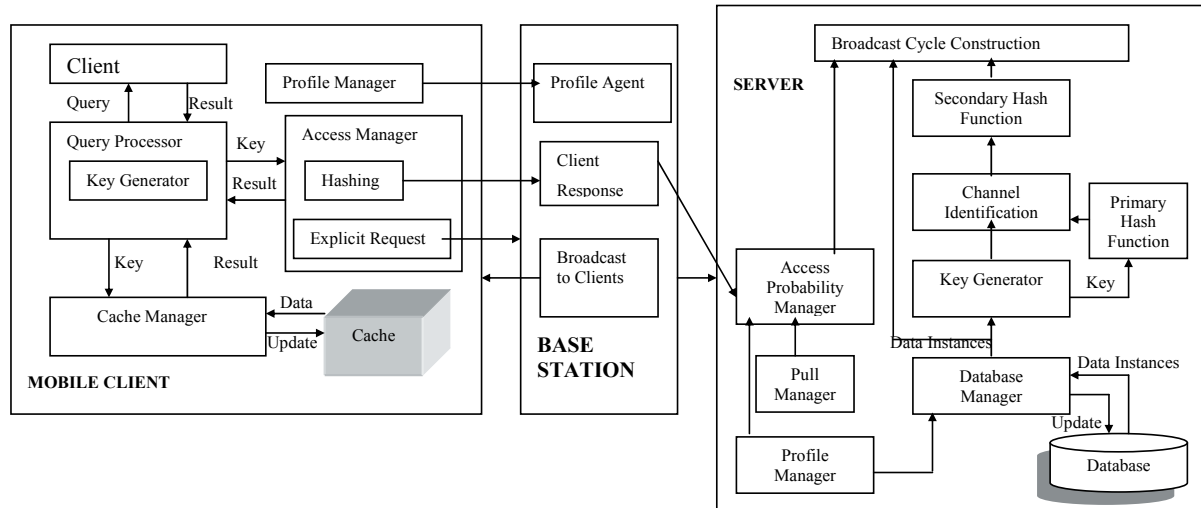 Client
Query
Result
Query Processor
Key Generator
Key
Result
Key
Result
Cache Manager
Data
Update
Cache
MOBILE CLIENT
Profile Manager
Access Manager
Hashing
Explicit Request
Profile Agent
Client
Response
Broadcast
to Clients
BASE
STATION
SERVER
Broadcast Cycle Construction
Secondary Hash
Function
Channel
Identification
Primary
Hash
Function
Key Generator
Key
Access
Probability
Manager
Data Instances
Pull
Manager
Database
Manager
Data Instances
Update
Profile
Manager
Database